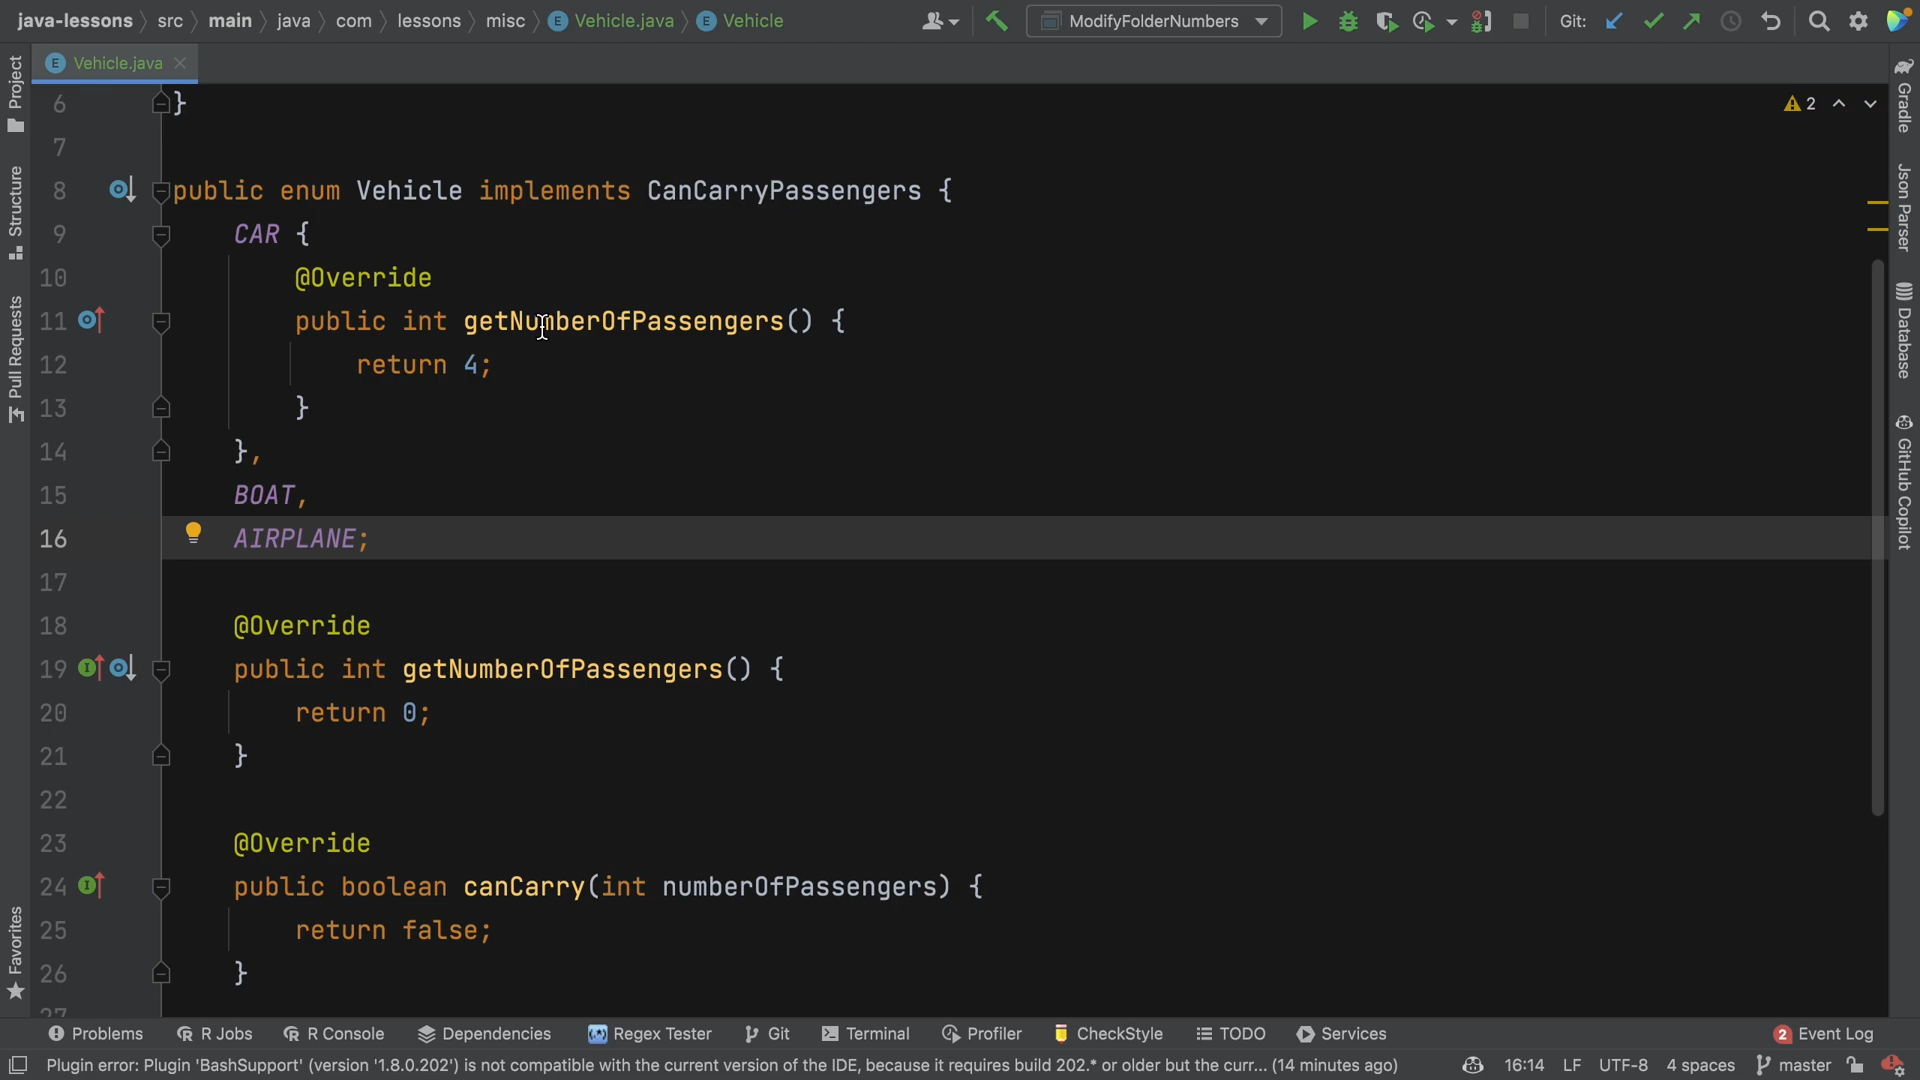 java-lessons src main java com lessons misc Vehicle.java Vehicle ModifyFolderNumbers Git:
Vehicle.java
Project
Structure
Pull Requests
Favorites
6 }
7
8 public enum Vehicle implements CanCarryPassengers {
9 CAR {
10 @Override
11 public int getNumberOfPassengers() {
12 return 4;
13 }
14 },
15 BOAT,
16 AIRPLANE;
17
18 @Override
19 public int getNumberOfPassengers() {
20 return 0;
21 }
22
23 @Override
24 public boolean canCarry(int numberOfPassengers) {
25 return false;
26 }
27
2
Gradle
Json Parser
Database
GitHub Copilot
Problems R Jobs R Console Dependencies Regex Tester Git Terminal Profiler CheckStyle TODO Services 2 Event Log
Plugin error: Plugin 'BashSupport' (version '1.8.0.202') is not compatible with the current version of the IDE, because it requires build 202.* or older but the curr... (14 minutes ago) 16:14 LF UTF-8 4 spaces master